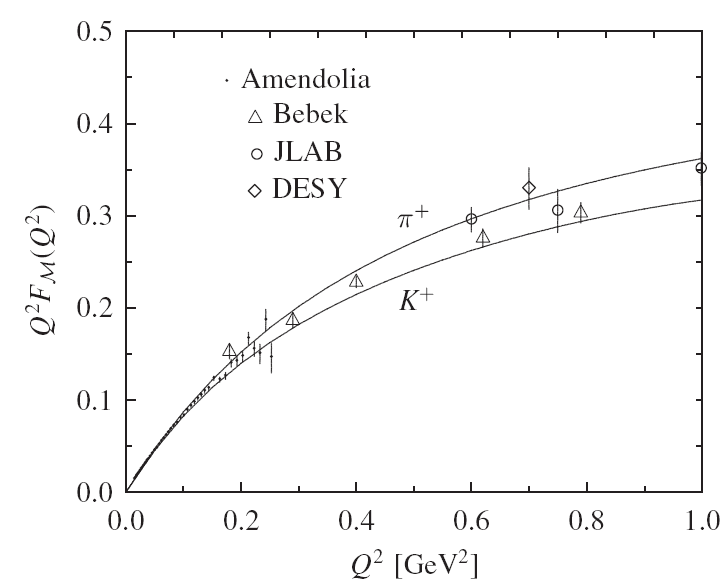 0.5
0.4
0.3
0.2
0.1
0.0
Q²F_ℳ(Q²)
· Amendolia
△ Bebek
○ JLAB
◇ DESY
π⁺
K⁺
0.0 0.2 0.4 0.6 0.8 1.0
Q² [GeV²]